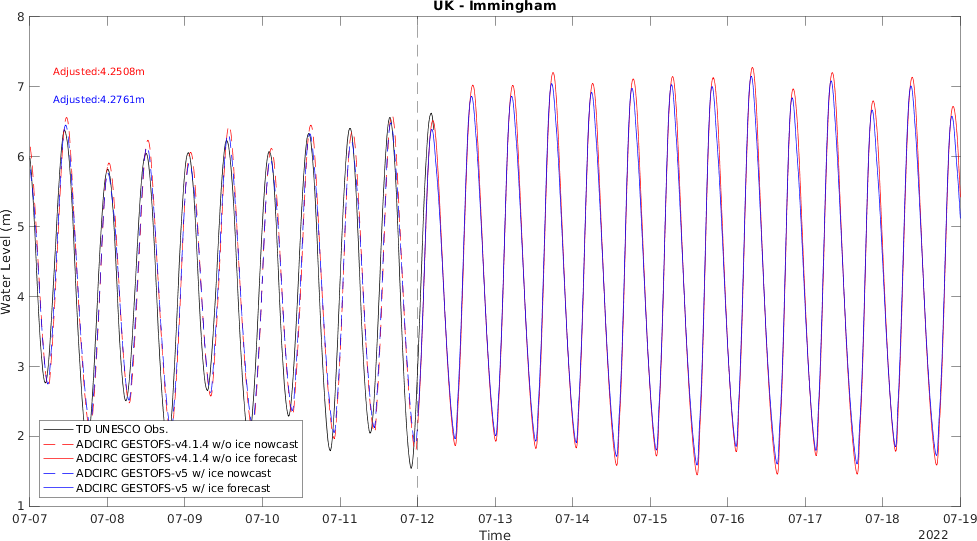 UK - Immingham
8
7
6
5
4
3
2
1
Water Level (m)
Adjusted:4.2508m
Adjusted:4.2761m
TD UNESCO Obs.
ADCIRC GESTOFS-v4.1.4 w/o ice nowcast
ADCIRC GESTOFS-v4.1.4 w/o ice forecast
ADCIRC GESTOFS-v5 w/ ice nowcast
ADCIRC GESTOFS-v5 w/ ice forecast
07-07 07-08 07-09 07-10 07-11 07-12 07-13 07-14 07-15 07-16 07-17 07-18 07-19
Time
2022